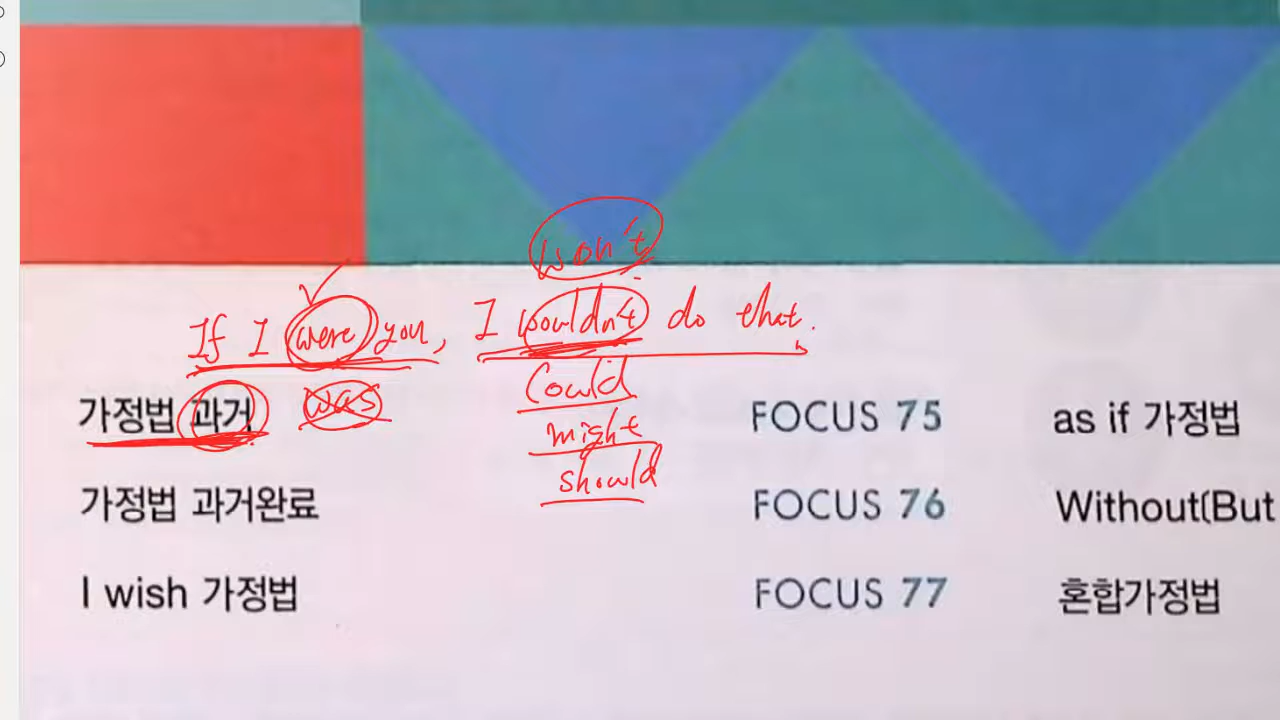 won't
If I were you, I wouldn't do that.
could
might
should
was
가정법 과거
가정법 과거완료
I wish 가정법
FOCUS 75 as if 가정법
FOCUS 76 Without(But
FOCUS 77 혼합가정법